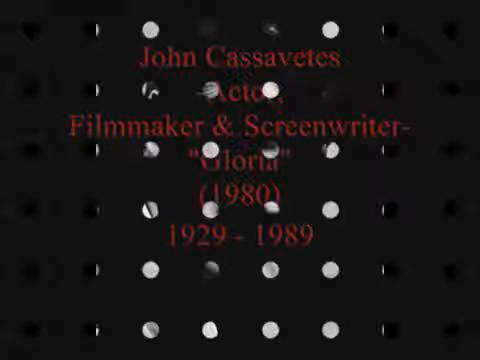 John Cassavetes
Actor,
Filmmaker & Screenwriter-
"Gloria"
(1980)
1929 - 1989